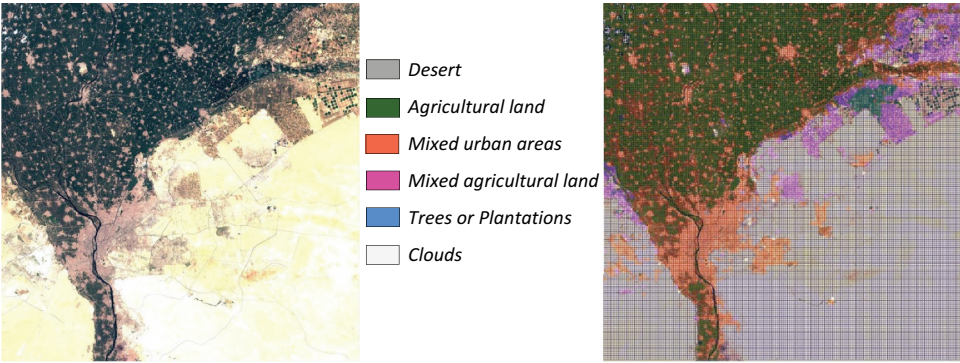 Desert
Agricultural land
Mixed urban areas
Mixed agricultural land
Trees or Plantations
Clouds